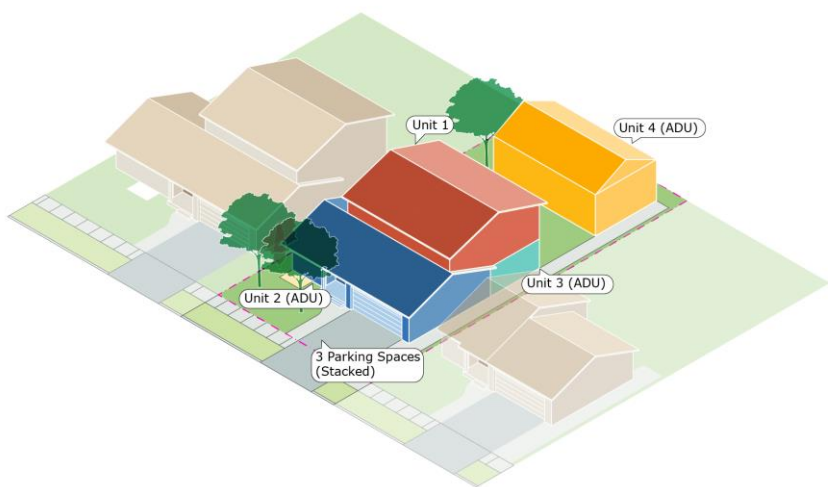 Unit 1
Unit 4 (ADU)
Unit 3 (ADU)
Unit 2 (ADU)
3 Parking Spaces
(Stacked)